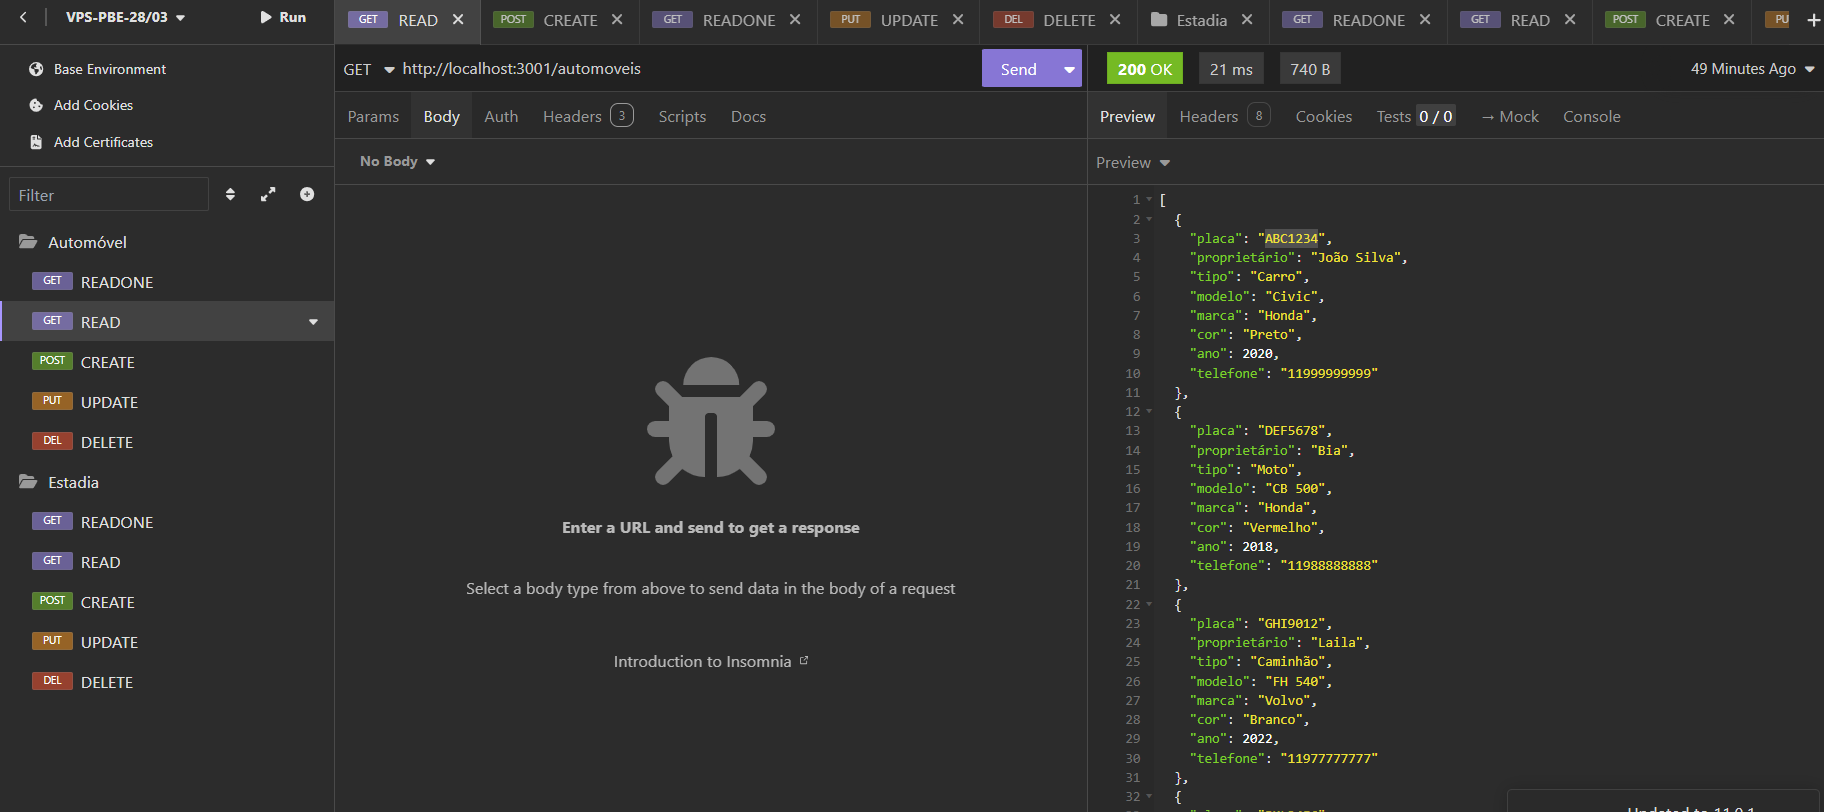 VPS-PBE-28/03
Run
Base Environment
Add Cookies
Add Certificates
Filter
Automóvel
GET READONE
GET READ
POST CREATE
PUT UPDATE
DEL DELETE
Estadia
GET READONE
GET READ
POST CREATE
PUT UPDATE
DEL DELETE
GET READ POST CREATE GET READONE PUT UPDATE DEL DELETE Estadia GET READONE GET READ POST CREATE PU
GET http://localhost:3001/automoveis Send
Params Body Auth Headers 3 Scripts Docs
No Body
Enter a URL and send to get a response
Select a body type from above to send data in the body of a request
Introduction to Insomnia
200 OK 21 ms 740 B 49 Minutes Ago
Preview Headers 8 Cookies Tests 0 / 0 → Mock Console
Preview
1 [
2 {
3 "placa": "ABC1234",
4 "proprietário": "João Silva",
5 "tipo": "Carro",
6 "modelo": "Civic",
7 "marca": "Honda",
8 "cor": "Preto",
9 "ano": 2020,
10 "telefone": "11999999999"
11 },
12 {
13 "placa": "DEF5678",
14 "proprietário": "Bia",
15 "tipo": "Moto",
16 "modelo": "CB 500",
17 "marca": "Honda",
18 "cor": "Vermelho",
19 "ano": 2018,
20 "telefone": "11988888888"
21 },
22 {
23 "placa": "GHI9012",
24 "proprietário": "Laila",
25 "tipo": "Caminhão",
26 "modelo": "FH 540",
27 "marca": "Volvo",
28 "cor": "Branco",
29 "ano": 2022,
30 "telefone": "11977777777"
31 },
32 {